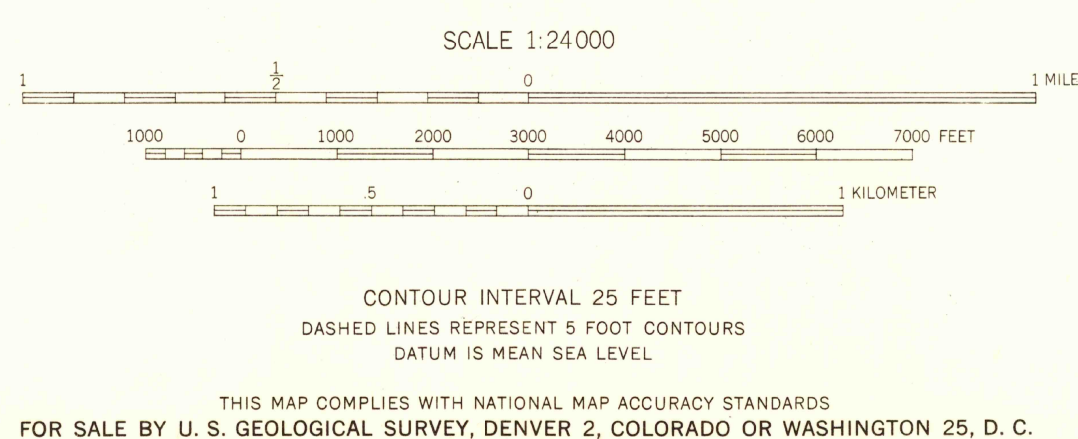 SCALE 1:24000
1 1/2 0 1 MILE
1000 0 1000 2000 3000 4000 5000 6000 7000 FEET
1 .5 0 1 KILOMETER
CONTOUR INTERVAL 25 FEET
DASHED LINES REPRESENT 5 FOOT CONTOURS
DATUM IS MEAN SEA LEVEL
THIS MAP COMPLIES WITH NATIONAL MAP ACCURACY STANDARDS
FOR SALE BY U. S. GEOLOGICAL SURVEY, DENVER 2, COLORADO OR WASHINGTON 25, D. C.